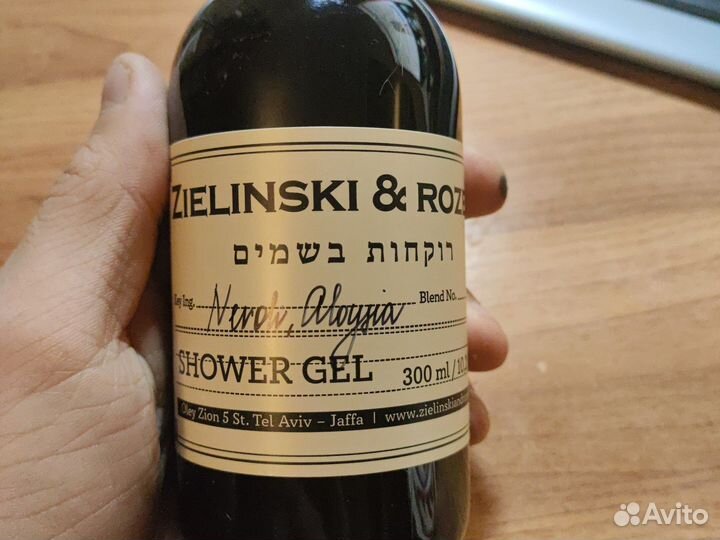 ZIELINSKI & ROZE
רוקחות בשמים
Key Ing. Neroli, Aloysia Blend No.
SHOWER GEL 300 ml / 10,
Oley Zion 5 St. Tel Aviv – Jaffa | www.zielinskiand
Avito